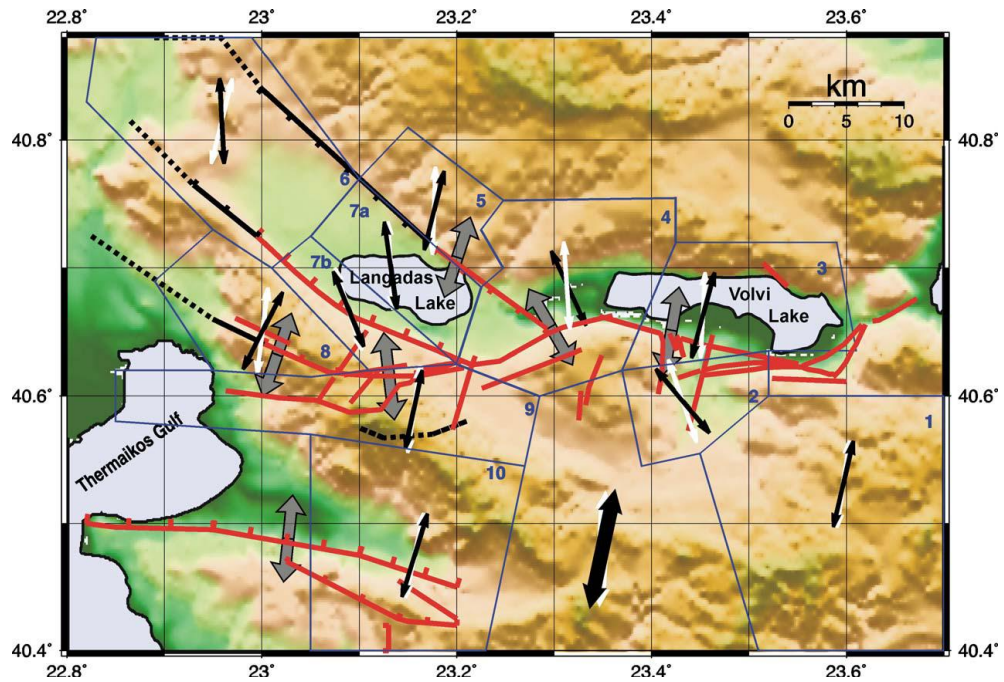 22.8˚ 23˚ 23.2˚ 23.4˚ 23.6˚
km
0 5 10
40.8˚ 40.8˚
6
5
7a
4
7b
3
Langadas
Lake
Volvi
Lake
8
40.6˚ 40.6˚
2
9
1
10
Thermaikos Gulf
40.4˚ 40.4˚
22.8˚ 23˚ 23.2˚ 23.4˚ 23.6˚